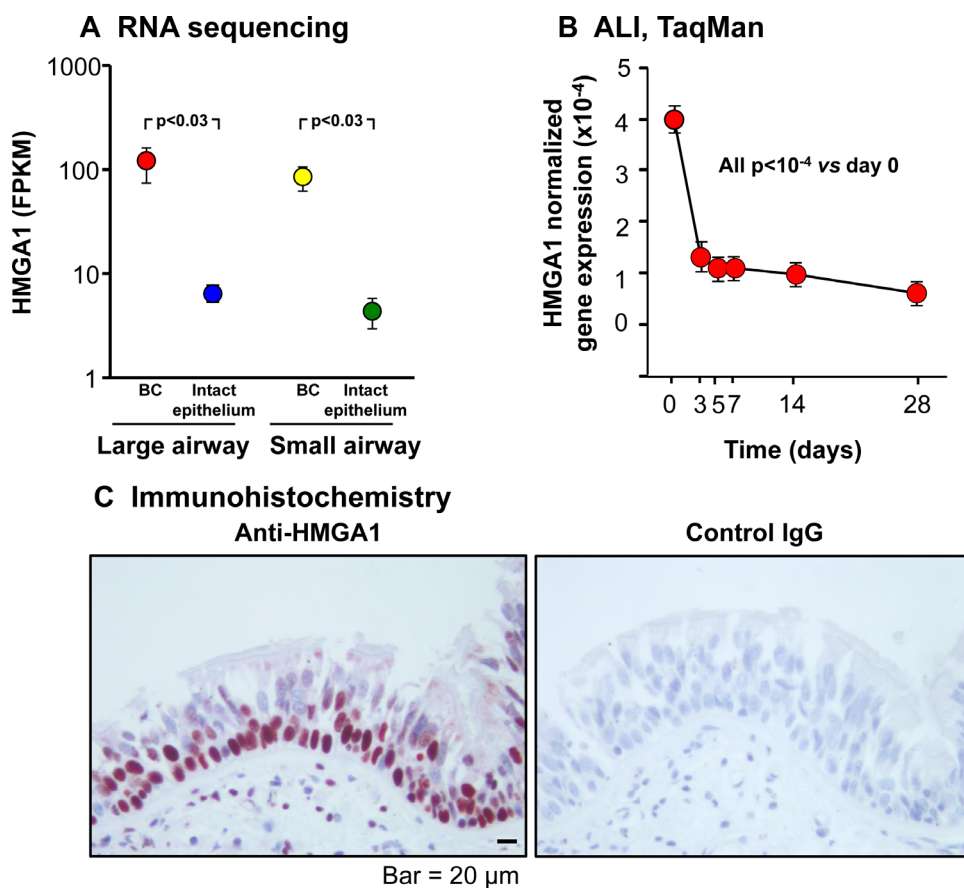 A RNA sequencing
HMGA1 (FPKM)
1000
100
10
1
p<0.03
p<0.03
BC
Intact
epithelium
BC
Intact
epithelium
Large airway
Small airway
B ALI, TaqMan
HMGA1 normalized
gene expression (x10⁻⁴)
5
4
3
2
1
0
All p<10⁻⁴ vs day 0
0 3 5 7 14 28
Time (days)
C Immunohistochemistry
Anti-HMGA1
Control IgG
Bar = 20 µm